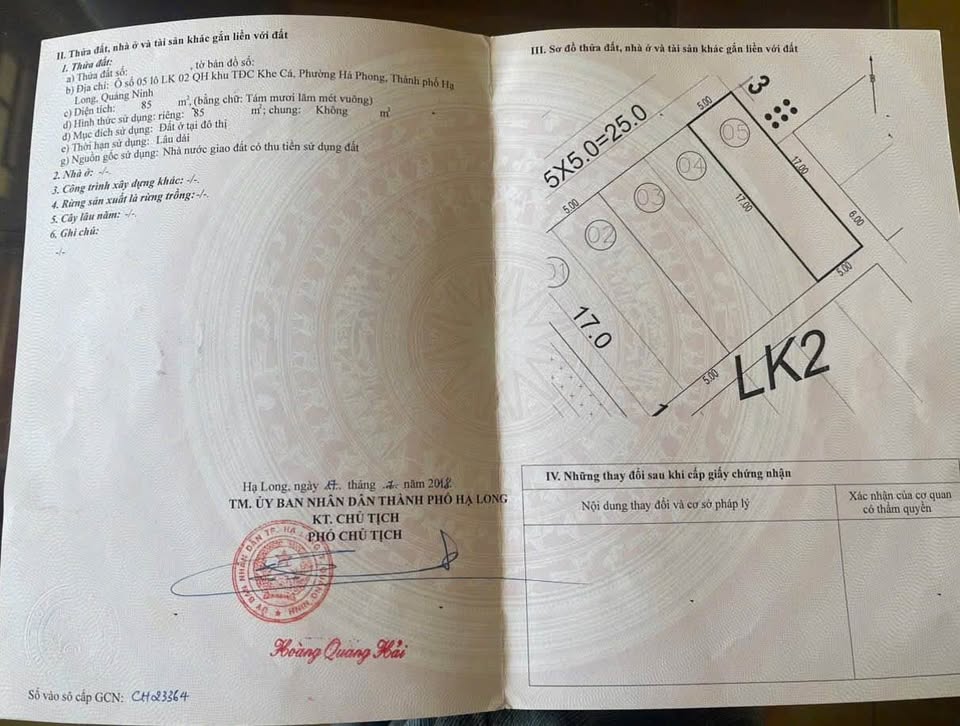 II. Thửa đất, nhà ở và tài sản khác gắn liền với đất
1. Thửa đất:
a) Thửa đất số: , tờ bản đồ số:
b) Địa chỉ: Ô số 05 lô LK 02 QH khu TĐC Khe Cá, Phường Hà Phong, Thành phố Hạ
Long, Quảng Ninh
c) Diện tích: 85 m², (bằng chữ: Tám mươi lăm mét vuông)
d) Hình thức sử dụng: riêng: 85 m²; chung: Không m²
đ) Mục đích sử dụng: Đất ở tại đô thị
e) Thời hạn sử dụng: Lâu dài
g) Nguồn gốc sử dụng: Nhà nước giao đất có thu tiền sử dụng đất
2. Nhà ở: -/-
3. Công trình xây dựng khác: -/-.
4. Rừng sản xuất là rừng trồng:-/-.
5. Cây lâu năm: -/-.
6. Ghi chú:
-/-
Hạ Long, ngày 17. tháng 7. năm 2018
TM. ỦY BAN NHÂN DÂN THÀNH PHỐ HẠ LONG
KT. CHỦ TỊCH
PHÓ CHỦ TỊCH
Hoàng Quang Hải
Số vào sổ cấp GCN: CH03364
III. Sơ đồ thửa đất, nhà ở và tài sản khác gắn liền với đất
B
3
5X5.0=25.0
5.00
05
04
17.00
03
17.00
5.00
6.00
02
5.00
01
17.0
LK2
5.00
1
IV. Những thay đổi sau khi cấp giấy chứng nhận
Nội dung thay đổi và cơ sở pháp lý
Xác nhận của cơ quan
có thẩm quyền